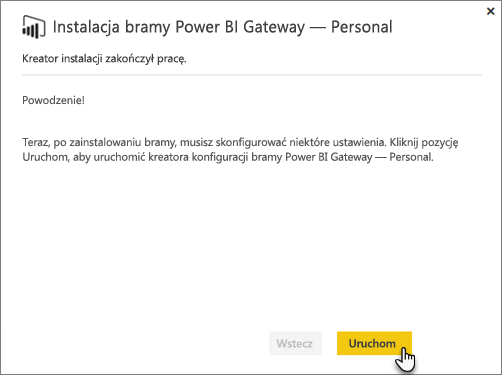 Instalacja bramy Power BI Gateway — Personal
Kreator instalacji zakończył pracę.
Powodzenie!
Teraz, po zainstalowaniu bramy, musisz skonfigurować niektóre ustawienia. Kliknij pozycję
Uruchom, aby uruchomić kreatora konfiguracji bramy Power BI Gateway — Personal.
Wstecz
Uruchom